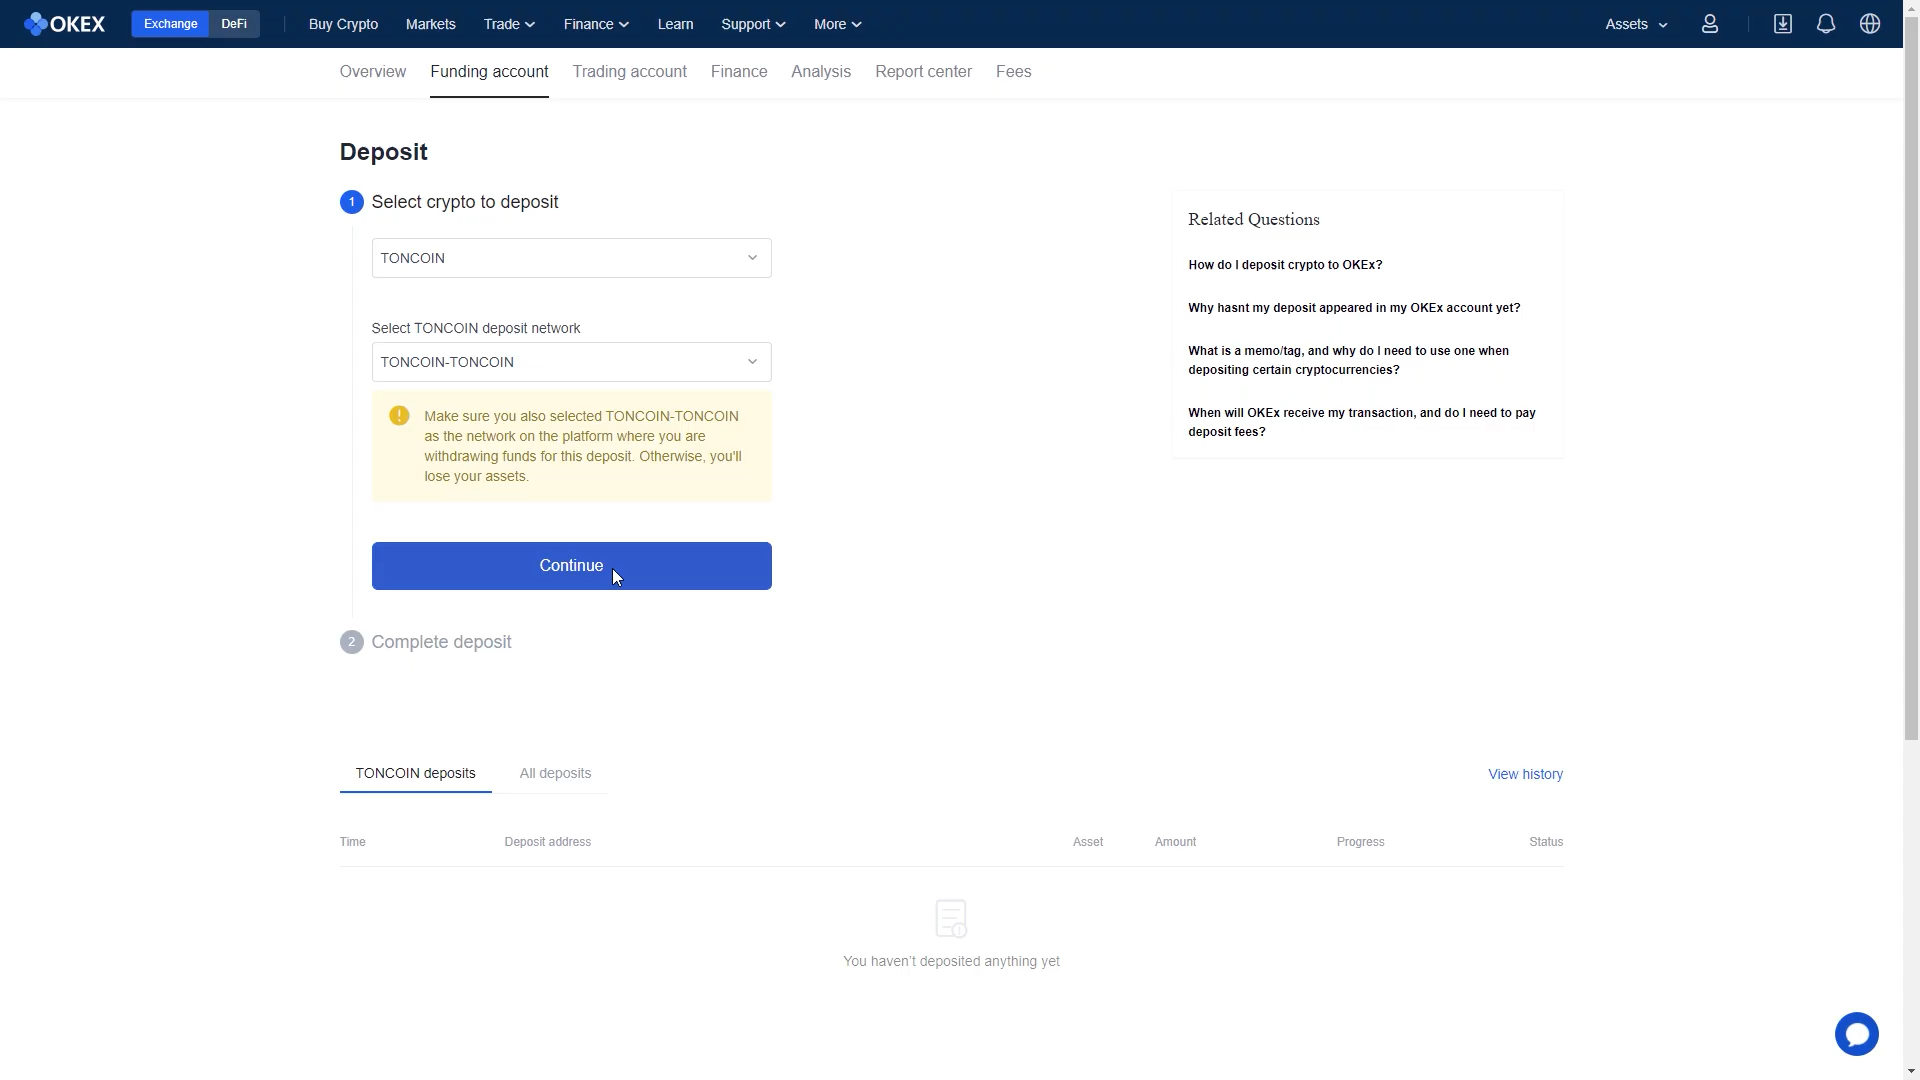 OKEX Exchange DeFi Buy Crypto Markets Trade Finance Learn Support More Assets
Overview Funding account Trading account Finance Analysis Report center Fees
Deposit
1 Select crypto to deposit
TONCOIN
Select TONCOIN deposit network
TONCOIN-TONCOIN
! Make sure you also selected TONCOIN-TONCOIN
as the network on the platform where you are
withdrawing funds for this deposit. Otherwise, you'll
lose your assets.
Continue
2 Complete deposit
Related Questions
How do I deposit crypto to OKEx?
Why hasnt my deposit appeared in my OKEx account yet?
What is a memo/tag, and why do I need to use one when
depositing certain cryptocurrencies?
When will OKEx receive my transaction, and do I need to pay
deposit fees?
TONCOIN deposits All deposits View history
Time Deposit address Asset Amount Progress Status
You haven't deposited anything yet